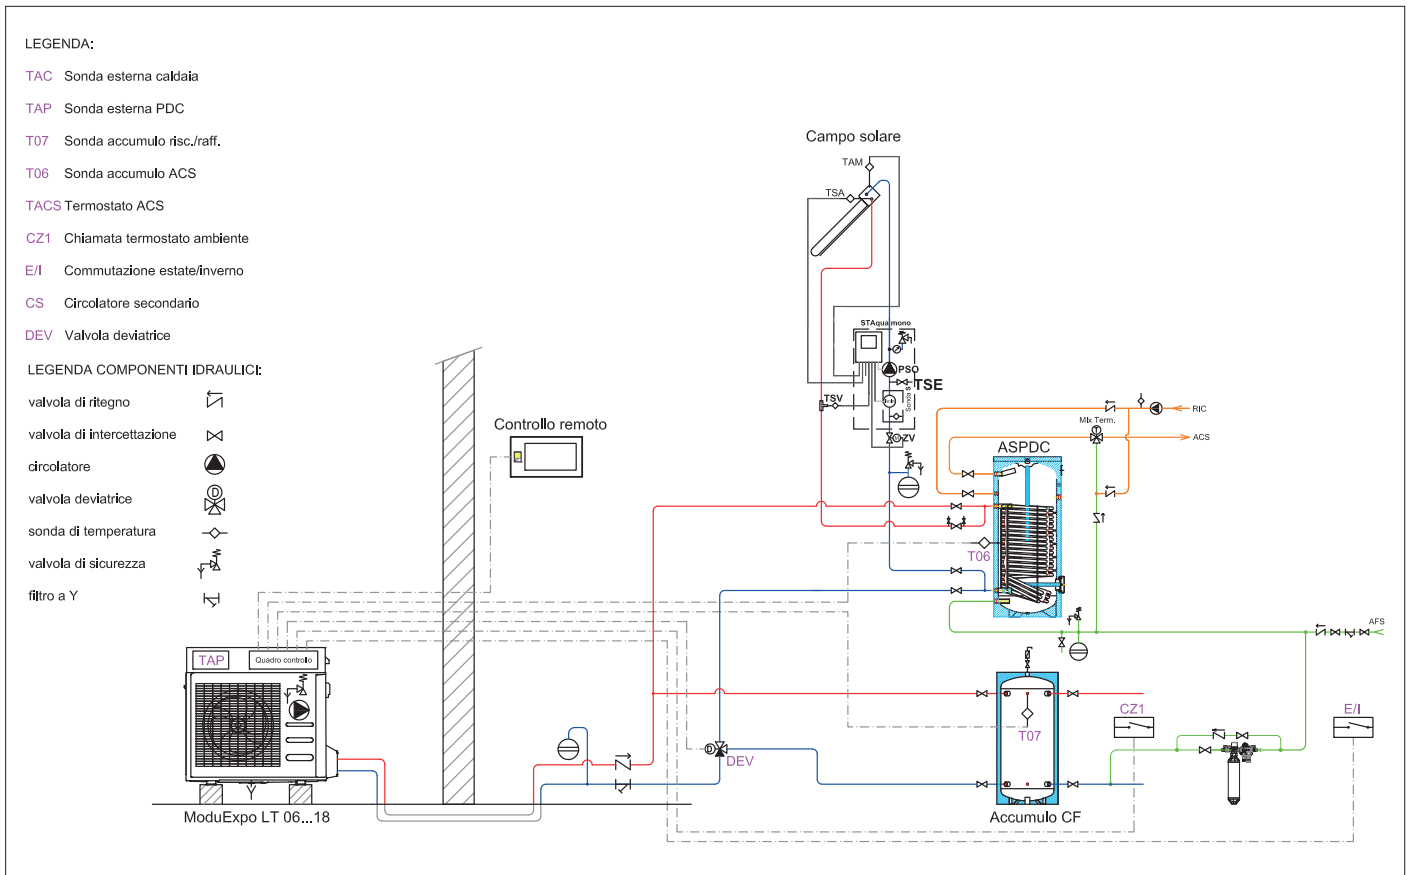 LEGENDA:
TAC Sonda esterna caldaia
TAP Sonda esterna PDC
T07 Sonda accumulo risc./raff.
T06 Sonda accumulo ACS
TACS Termostato ACS
CZ1 Chiamata termostato ambiente
E/I Commutazione estate/inverno
CS Circolatore secondario
DEV Valvola deviatrice
LEGENDA COMPONENTI IDRAULICI:
valvola di ritegno
valvola di intercettazione
circolatore
valvola deviatrice
D
sonda di temperatura
valvola di sicurezza
filtro a Y
Campo solare
TAM
TSA
STAqua mono
PSO
TSE
Sonda S
TSV
ZV
Controllo remoto
RIC
Mix Term.
T
ACS
ASPDC
T06
AFS
TAP
Quadro controllo
ModuExpo LT 06...18
D
DEV
T07
Accumulo CF
CZ1
E/I